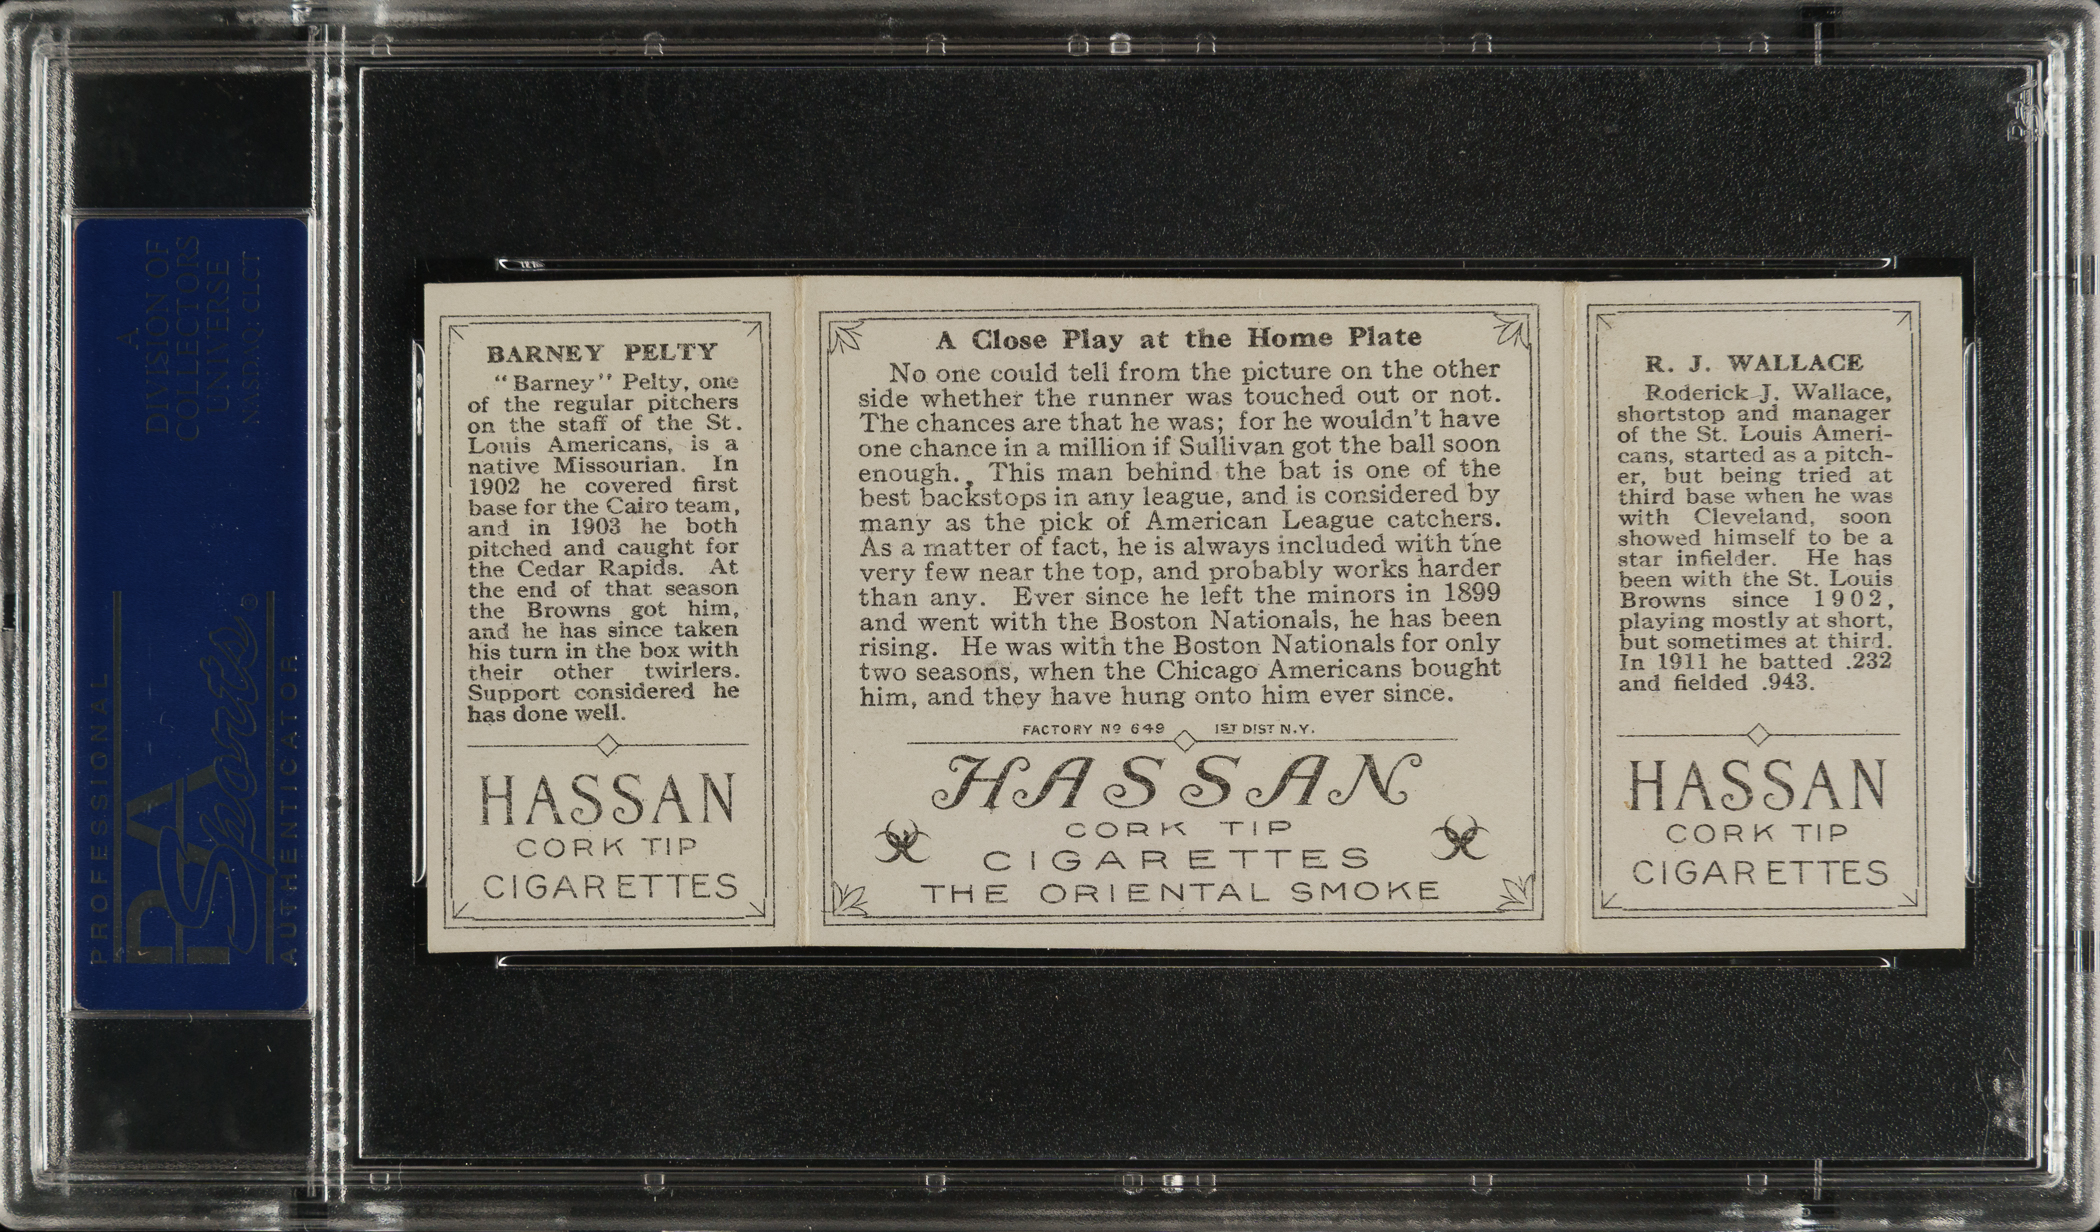 A
DIVISION OF
COLLECTORS
UNIVERSE
NASDAQ: CLCT
PROFESSIONAL
PSA
Sports®
AUTHENTICATOR
PSA
BARNEY PELTY
"Barney" Pelty, one
of the regular pitchers
on the staff of the St.
Louis Americans, is a
native Missourian. In
1902 he covered first
base for the Cairo team,
and in 1903 he both
pitched and caught for
the Cedar Rapids. At
the end of that season
the Browns got him,
and he has since taken
his turn in the box with
their other twirlers.
Support considered he
has done well.
HASSAN
CORK TIP
CIGARETTES
A Close Play at the Home Plate
No one could tell from the picture on the other
side whether the runner was touched out or not.
The chances are that he was; for he wouldn't have
one chance in a million if Sullivan got the ball soon
enough. This man behind the bat is one of the
best backstops in any league, and is considered by
many as the pick of American League catchers.
As a matter of fact, he is always included with the
very few near the top, and probably works harder
than any. Ever since he left the minors in 1899
and went with the Boston Nationals, he has been
rising. He was with the Boston Nationals for only
two seasons, when the Chicago Americans bought
him, and they have hung onto him ever since.
FACTORY Nº 649 1ST DIST N.Y.
HASSAN
CORK TIP
CIGARETTES
THE ORIENTAL SMOKE
R. J. WALLACE
Roderick J. Wallace,
shortstop and manager
of the St. Louis Ameri-
cans, started as a pitch-
er, but being tried at
third base when he was
with Cleveland, soon
showed himself to be a
star infielder. He has
been with the St. Louis
Browns since 1902,
playing mostly at short,
but sometimes at third.
In 1911 he batted .232
and fielded .943.
HASSAN
CORK TIP
CIGARETTES